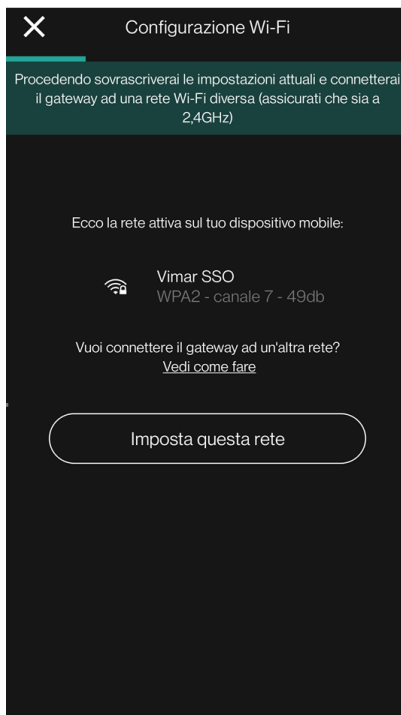 Configurazione Wi-Fi
Procedendo sovrascriverai le impostazioni attuali e connetterai
il gateway ad una rete Wi-Fi diversa (assicurati che sia a
2,4GHz)
Ecco la rete attiva sul tuo dispositivo mobile:
Vimar SSO
WPA2 - canale 7 - 49db
Vuoi connettere il gateway ad un'altra rete?
Vedi come fare
Imposta questa rete